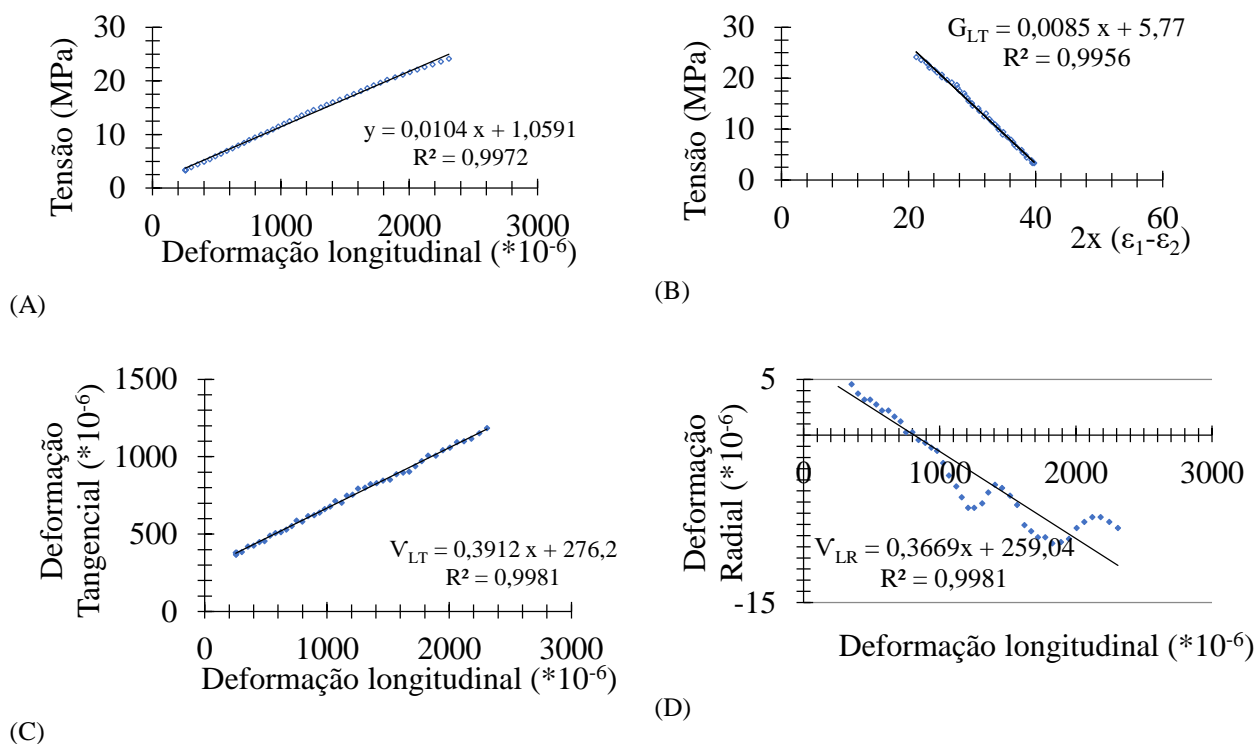 30
20
10
0
Tensão (MPa)
y = 0,0104 x + 1,0591
R² = 0,9972
0 1000 2000 3000
Deformação longitudinal (*10⁻⁶)
(A)
G_LT = 0,0085 x + 5,77
R² = 0,9956
30
20
10
0
Tensão (MPa)
0 20 40 60
2x (ε₁-ε₂)
(B)
1500
1000
500
0
Deformação
Tangencial (*10⁻⁶)
V_LT = 0,3912 x + 276,2
R² = 0,9981
0 1000 2000 3000
Deformação longitudinal (*10⁻⁶)
(C)
5
-15
Deformação
Radial (*10⁻⁶)
0 1000 2000 3000
V_LR = 0,3669x + 259,04
R² = 0,9981
Deformação longitudinal (*10⁻⁶)
(D)